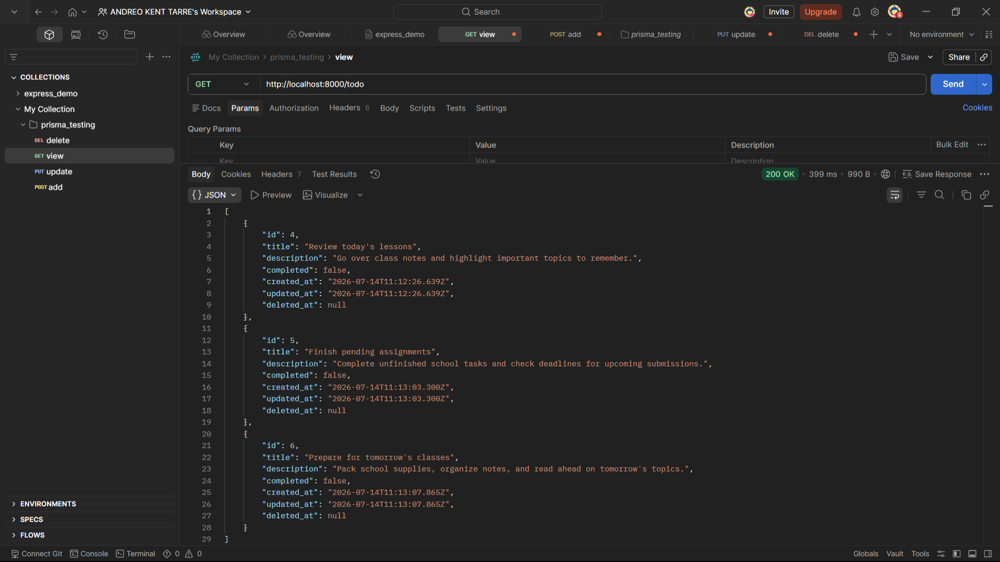 ANDREO KENT TARRE's Workspace
Search
Invite
Upgrade
Overview
Overview
express_demo
GET view
POST add
prisma_testing
PUT update
DEL delete
No environment
My Collection > prisma_testing > view
Save
Share
COLLECTIONS
express_demo
My Collection
prisma_testing
DEL delete
GET view
PUT update
POST add
ENVIRONMENTS
SPECS
FLOWS
GET
http://localhost:8000/todo
Send
Docs
Params
Authorization
Headers 6
Body
Scripts
Tests
Settings
Cookies
Query Params
Key
Value
Description
Bulk Edit
Key
Value
Description
Body
Cookies
Headers 7
Test Results
200 OK
399 ms
990 B
e.g. Save Response
{} JSON
Preview
Visualize
1 [
2 {
3 "id": 4,
4 "title": "Review today's lessons",
5 "description": "Go over class notes and highlight important topics to remember.",
6 "completed": false,
7 "created_at": "2026-07-14T11:12:26.639Z",
8 "updated_at": "2026-07-14T11:12:26.639Z",
9 "deleted_at": null
10 },
11 {
12 "id": 5,
13 "title": "Finish pending assignments",
14 "description": "Complete unfinished school tasks and check deadlines for upcoming submissions.",
15 "completed": false,
16 "created_at": "2026-07-14T11:13:03.300Z",
17 "updated_at": "2026-07-14T11:13:03.300Z",
18 "deleted_at": null
19 },
20 {
21 "id": 6,
22 "title": "Prepare for tomorrow's classes",
23 "description": "Pack school supplies, organize notes, and read ahead on tomorrow's topics.",
24 "completed": false,
25 "created_at": "2026-07-14T11:13:07.865Z",
26 "updated_at": "2026-07-14T11:13:07.865Z",
27 "deleted_at": null
28 }
29 ]
Connect Git
Console
Terminal
0
0
Globals
Vault
Tools